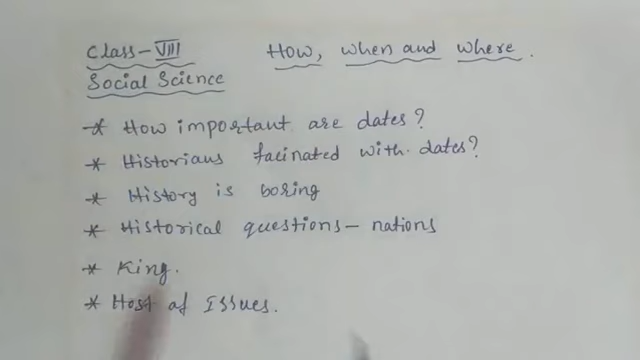 Class-VIII How, when and where.
Social Science
* How important are dates?
* Historians facinated with dates?
* History is boring
* Historical questions - nations
* King.
* Host of Issues.